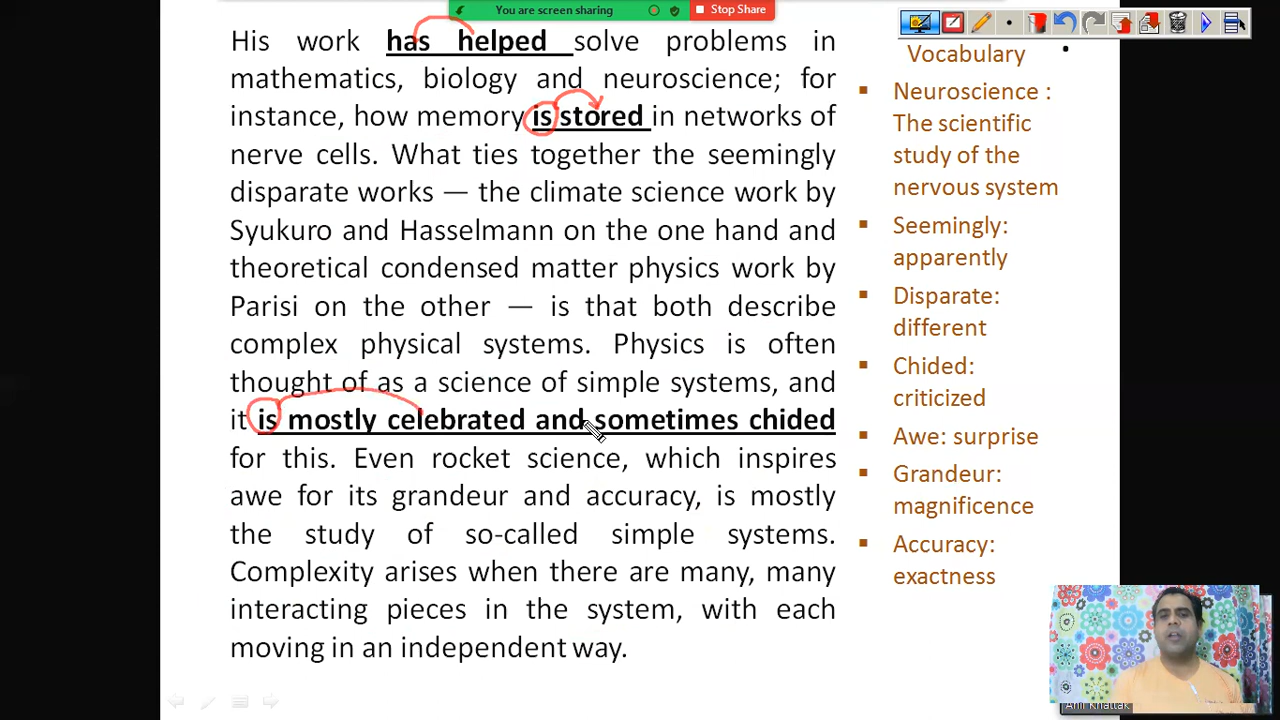 You are screen sharing
Stop Share
His work has helped solve problems in
mathematics, biology and neuroscience; for
instance, how memory is stored in networks of
nerve cells. What ties together the seemingly
disparate works — the climate science work by
Syukuro and Hasselmann on the one hand and
theoretical condensed matter physics work by
Parisi on the other — is that both describe
complex physical systems. Physics is often
thought of as a science of simple systems, and
it is mostly celebrated and sometimes chided
for this. Even rocket science, which inspires
awe for its grandeur and accuracy, is mostly
the study of so-called simple systems.
Complexity arises when there are many, many
interacting pieces in the system, with each
moving in an independent way.
Vocabulary
Neuroscience :
The scientific
study of the
nervous system
Seemingly:
apparently
Disparate:
different
Chided:
criticized
Awe: surprise
Grandeur:
magnificence
Accuracy:
exactness